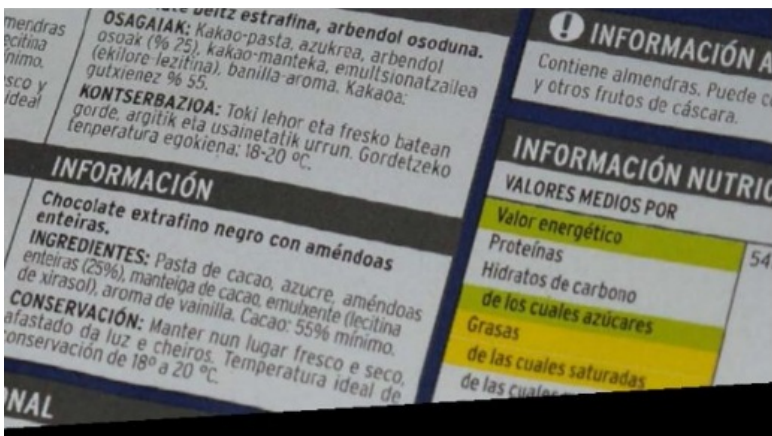 mendras
ecitina
nimo.
sco y
ideal
beltz estrafina, arbendol osoduna.
OSAGAIAK: Kakao-pasta, azukrea, arbendol
osoak (% 25), kakao-manteka, emultsionatzailea
(ekilore-lezitina), banilla-aroma. Kakaoa:
gutxienez % 55.
KONTSERBAZIOA: Toki lehor eta fresko batean
gorde, argitik eta usainetatik urrun. Gordetzeko
tenperatura egokiena: 18-20 ºC.
INFORMACIÓN
Chocolate extrafino negro con améndoas
enteiras.
INGREDIENTES: Pasta de cacao, azucre, améndoas
enteiras (25%), manteiga de cacao, emulxente (lecitina
de xirasol), aroma de vainilla. Cacao: 55% mínimo.
CONSERVACIÓN: Manter nun lugar fresco e seco,
afastado da luz e cheiros. Temperatura ideal de
conservación de 18º a 20 ºC.
NAL
INFORMACIÓN A
Contiene almendras. Puede co
y otros frutos de cáscara.
INFORMACIÓN NUTRIC
VALORES MEDIOS POR
Valor energético
54
Proteínas
Hidratos de carbono
de los cuales azúcares
Grasas
de las cuales saturadas
de las cuales